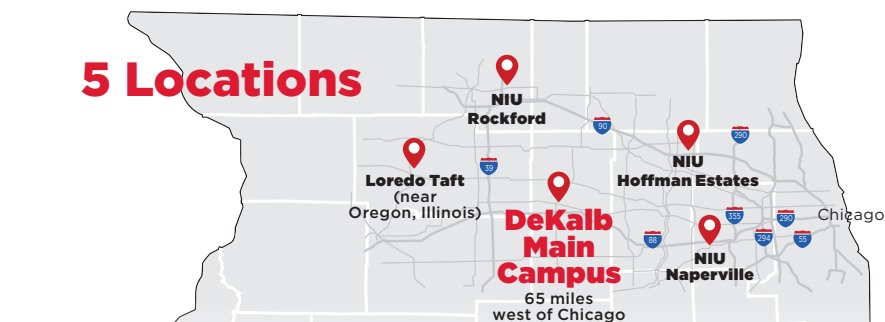 5 Locations
NIU
Rockford
90
NIU
Hoffman Estates
290
39
Loredo Taft
(near
Oregon, Illinois)
DeKalb
Main
Campus
65 miles
west of Chicago
355
290
Chicago
88
294
55
NIU
Naperville